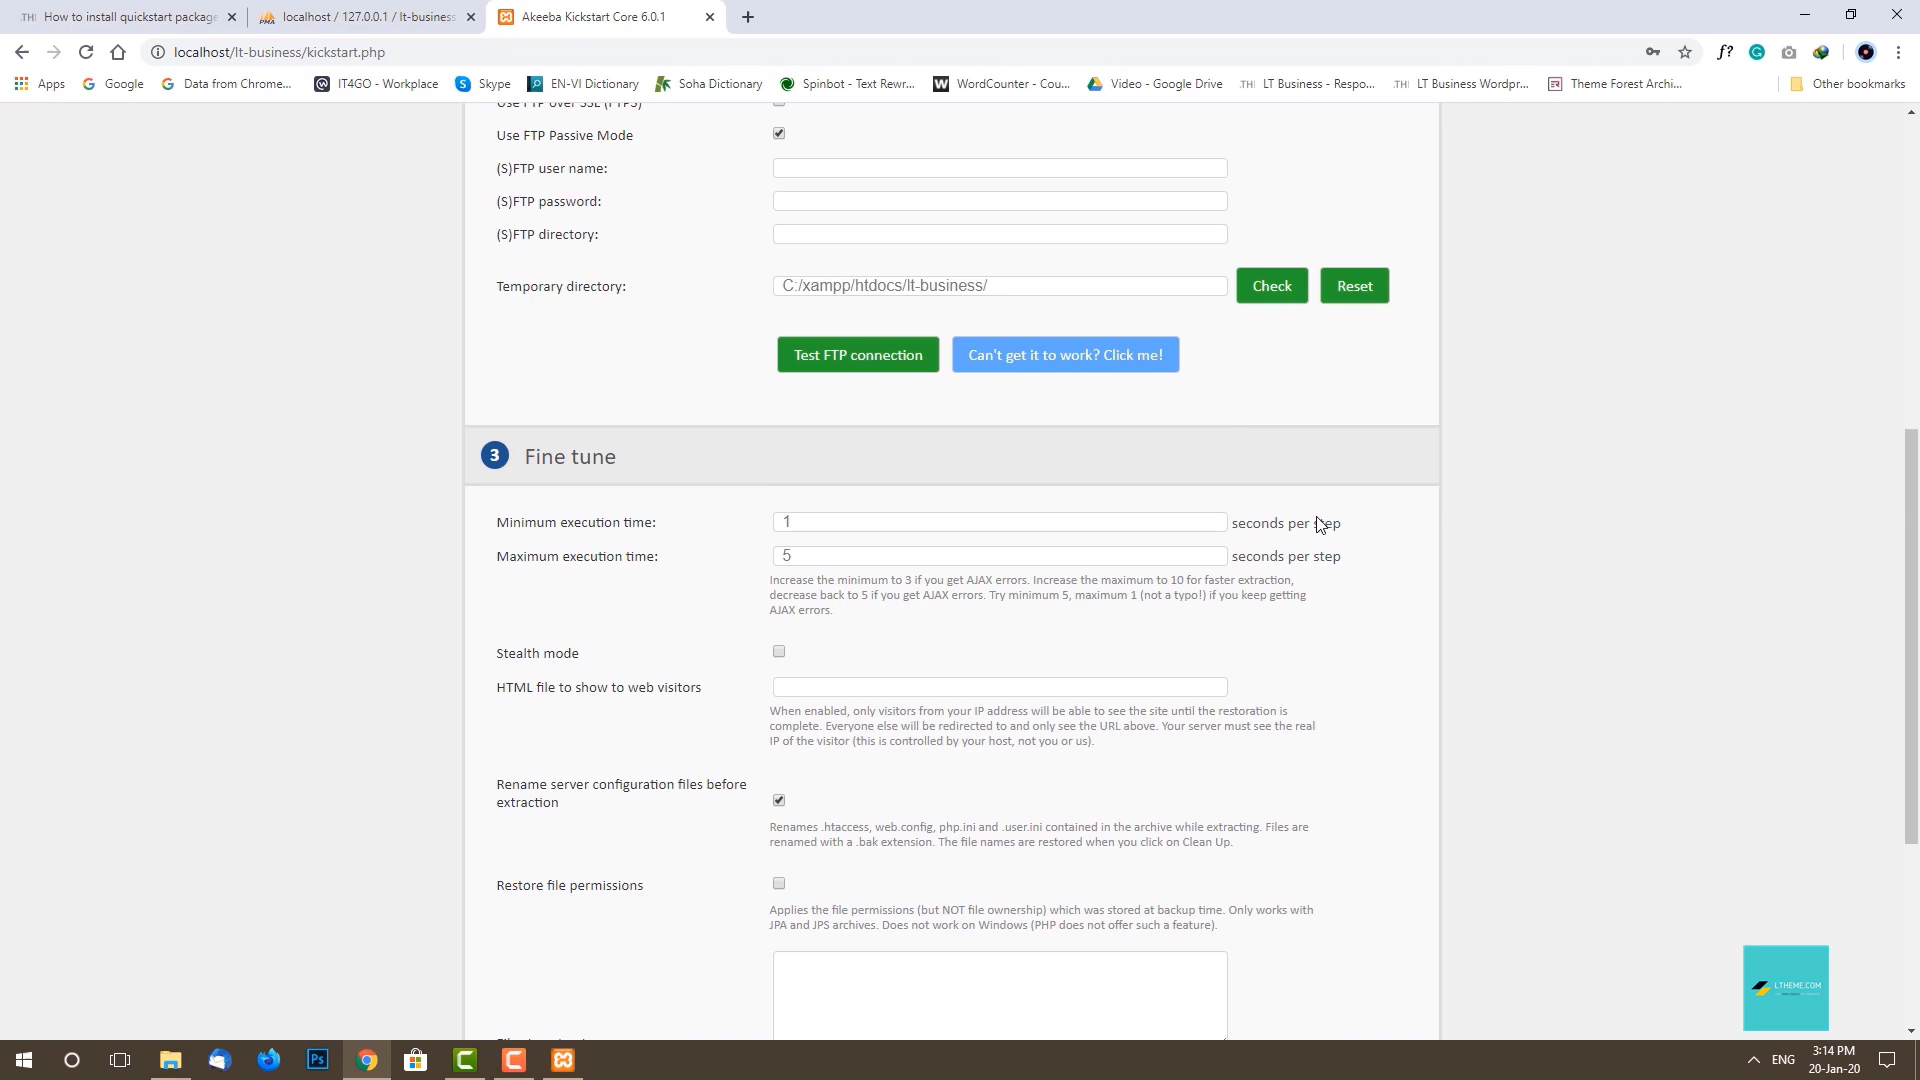 How to install quickstart package
localhost / 127.0.0.1 / lt-business
Akeeba Kickstart Core 6.0.1
localhost/lt-business/kickstart.php
Apps
Google
Data from Chrome...
IT4GO - Workplace
Skype
EN-VI Dictionary
Soha Dictionary
Spinbot - Text Rewr...
WordCounter - Cou...
Video - Google Drive
LT Business - Respo...
LT Business Wordpr...
Theme Forest Archi...
Other bookmarks
Use FTP over SSL (FTPS)
Use FTP Passive Mode
(S)FTP user name:
(S)FTP password:
(S)FTP directory:
Temporary directory:
C:/xampp/htdocs/lt-business/
Check
Reset
Test FTP connection
Can't get it to work? Click me!
3 Fine tune
Minimum execution time:
1
seconds per step
Maximum execution time:
5
seconds per step
Increase the minimum to 3 if you get AJAX errors. Increase the maximum to 10 for faster extraction,
decrease back to 5 if you get AJAX errors. Try minimum 5, maximum 1 (not a typo!) if you keep getting
AJAX errors.
Stealth mode
HTML file to show to web visitors
When enabled, only visitors from your IP address will be able to see the site until the restoration is
complete. Everyone else will be redirected to and only see the URL above. Your server must see the real
IP of the visitor (this is controlled by your host, not you or us).
Rename server configuration files before
extraction
Renames .htaccess, web.config, php.ini and .user.ini contained in the archive while extracting. Files are
renamed with a .bak extension. The file names are restored when you click on Clean Up.
Restore file permissions
Applies the file permissions (but NOT file ownership) which was stored at backup time. Only works with
JPA and JPS archives. Does not work on Windows (PHP does not offer such a feature).
LTHEME.COM
ENG
3:14 PM
20-Jan-20